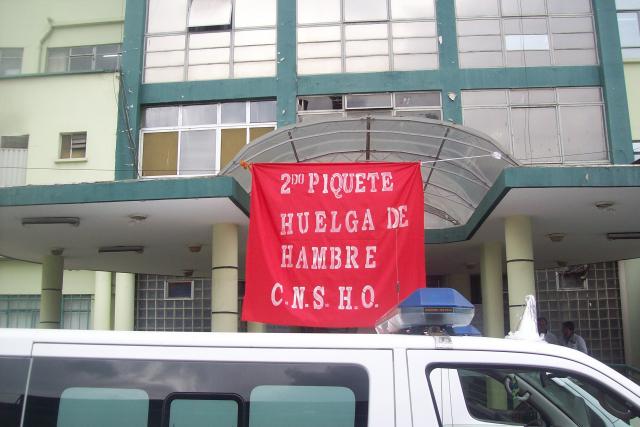 2DO PIQUETE
HUELGA DE
HAMBRE
C.N.S.H.O.